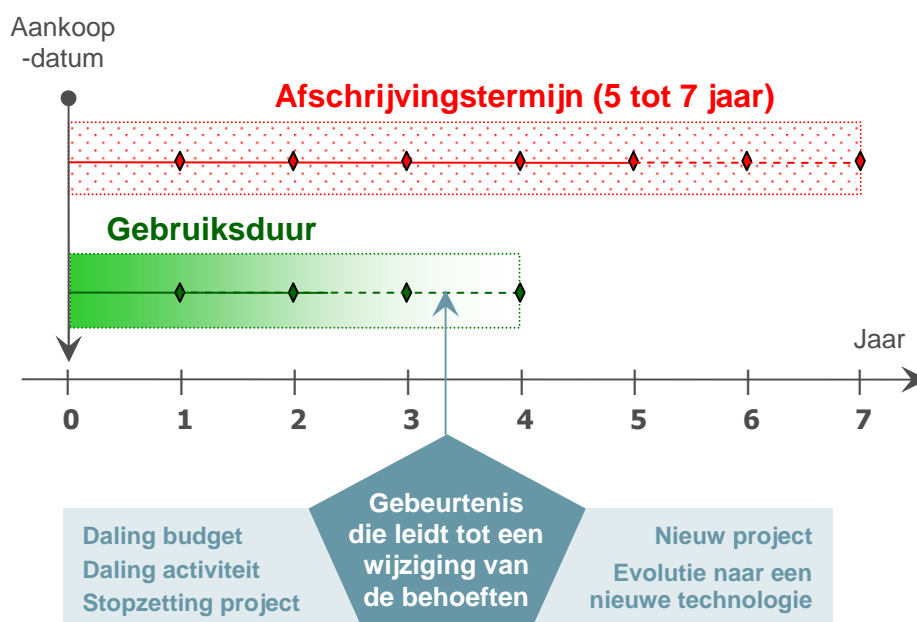 Aankoop
-datum
Afschrijvingstermijn (5 tot 7 jaar)
Gebruiksduur
Jaar
0 1 2 3 4 5 6 7
Gebeurtenis
die leidt tot een
wijziging van
de behoeften
Daling budget
Daling activiteit
Stopzetting project
Nieuw project
Evolutie naar een
nieuwe technologie